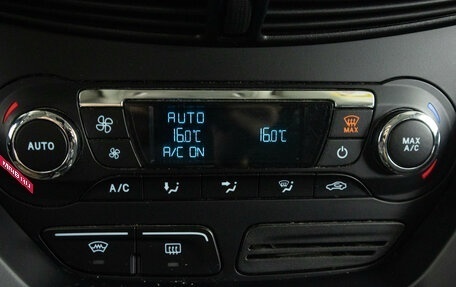 AUTO
16.0°C 16.0°C
A/C ON
MAX
AUTO
MAX
A/C
A/C